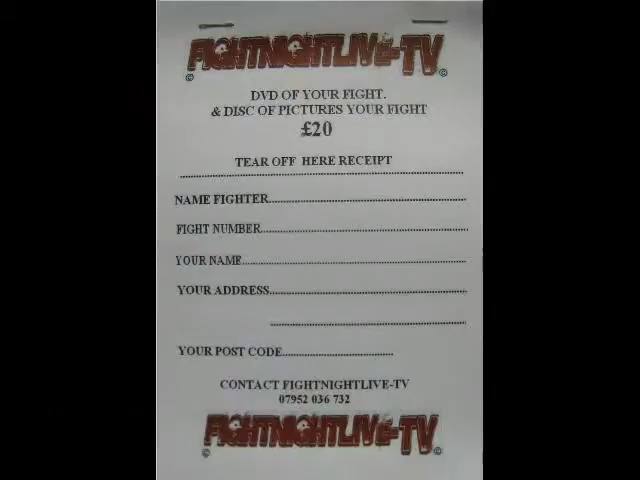 FIGHTNIGHTLIVE-TV
© ©
DVD OF YOUR FIGHT.
& DISC OF PICTURES YOUR FIGHT
£20
TEAR OFF HERE RECEIPT
NAME FIGHTER
FIGHT NUMBER
YOUR NAME
YOUR ADDRESS
YOUR POST CODE
CONTACT FIGHTNIGHTLIVE-TV
07952 036 732
FIGHTNIGHTLIVE-TV
© ©